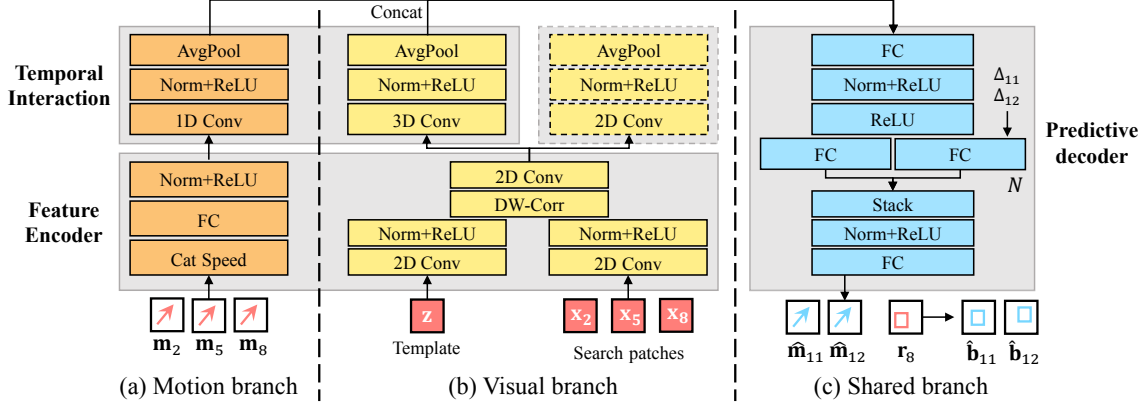 Concat
Temporal
Interaction
AvgPool
Norm+ReLU
1D Conv
AvgPool
Norm+ReLU
3D Conv
AvgPool
Norm+ReLU
2D Conv
Feature
Encoder
Norm+ReLU
FC
Cat Speed
2D Conv
DW-Corr
Norm+ReLU
2D Conv
Norm+ReLU
2D Conv
m₂ m₅ m₈
z
Template
x₂ x₅ x₈
Search patches
FC
Norm+ReLU
ReLU
Δ₁₁
Δ₁₂
FC FC
N
Predictive
decoder
Stack
Norm+ReLU
FC
m̂₁₁ m̂₁₂ r₈ b̂₁₁ b̂₁₂
(a) Motion branch
(b) Visual branch
(c) Shared branch